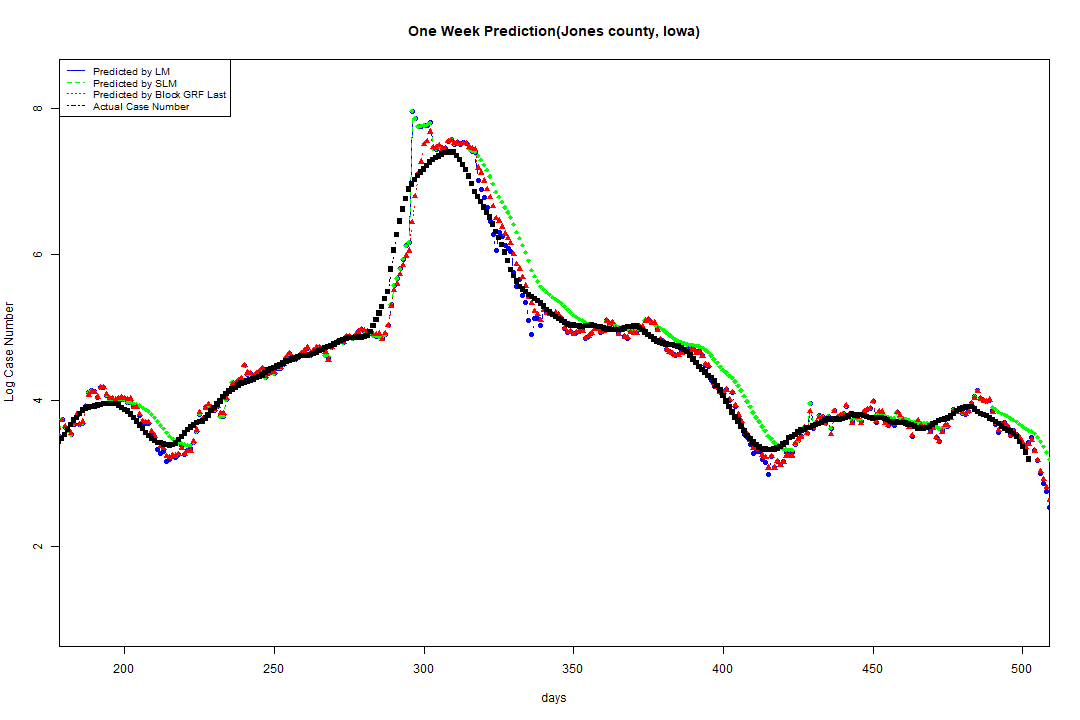 One Week Prediction(Jones county, Iowa)
Predicted by LM
Predicted by SLM
Predicted by Block GRF Last
Actual Case Number
8
6
4
2
Log Case Number
200 250 300 350 400 450 500
days